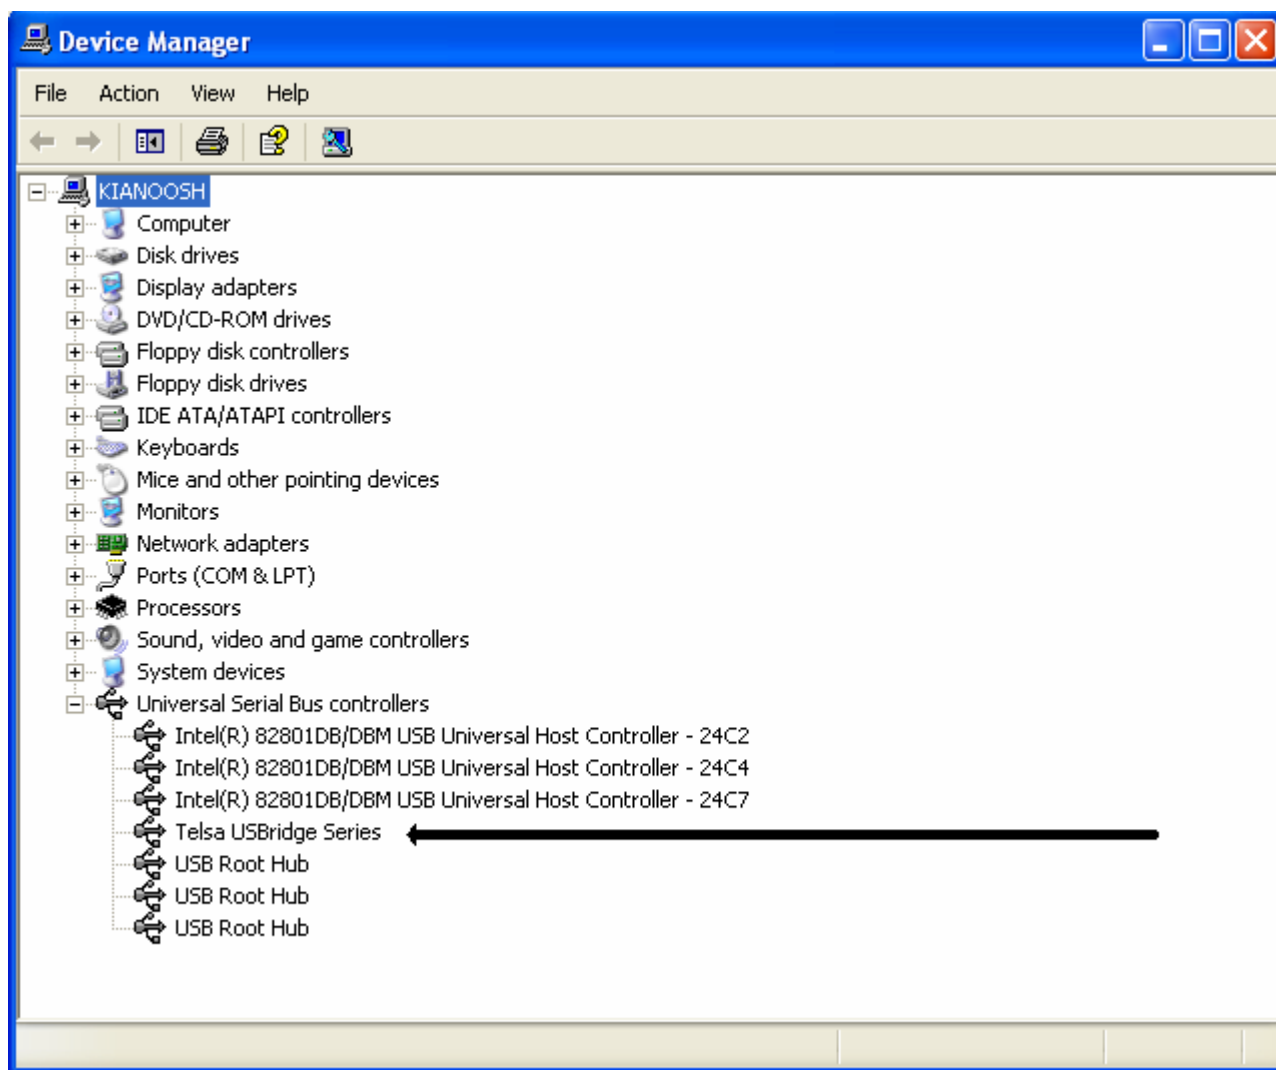 Device Manager
File Action View Help
KIANOOSH
Computer
Disk drives
Display adapters
DVD/CD-ROM drives
Floppy disk controllers
Floppy disk drives
IDE ATA/ATAPI controllers
Keyboards
Mice and other pointing devices
Monitors
Network adapters
Ports (COM & LPT)
Processors
Sound, video and game controllers
System devices
Universal Serial Bus controllers
Intel(R) 82801DB/DBM USB Universal Host Controller - 24C2
Intel(R) 82801DB/DBM USB Universal Host Controller - 24C4
Intel(R) 82801DB/DBM USB Universal Host Controller - 24C7
Telsa USBridge Series
USB Root Hub
USB Root Hub
USB Root Hub